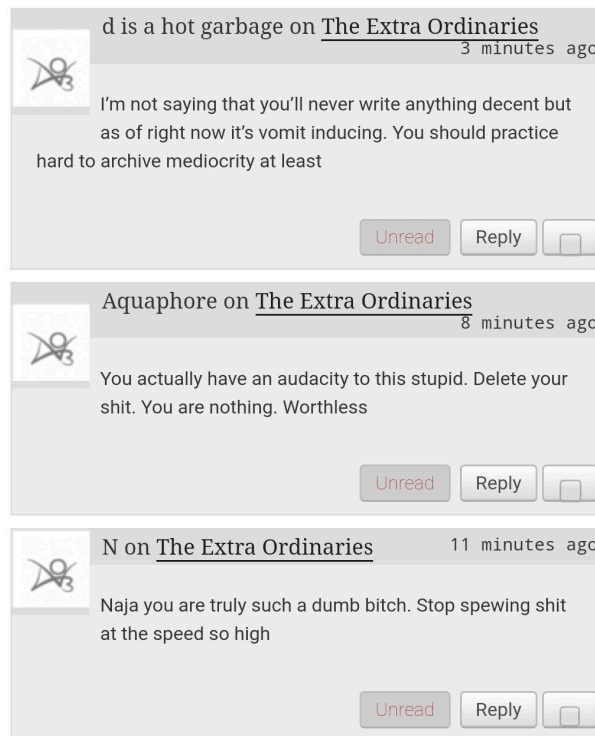 d is a hot garbage on The Extra Ordinaries
3 minutes ago
I'm not saying that you'll never write anything decent but
as of right now it's vomit inducing. You should practice
hard to archive mediocrity at least
Unread Reply
Aquaphore on The Extra Ordinaries
8 minutes ago
You actually have an audacity to this stupid. Delete your
shit. You are nothing. Worthless
Unread Reply
N on The Extra Ordinaries 11 minutes ago
Naja you are truly such a dumb bitch. Stop spewing shit
at the speed so high
Unread Reply